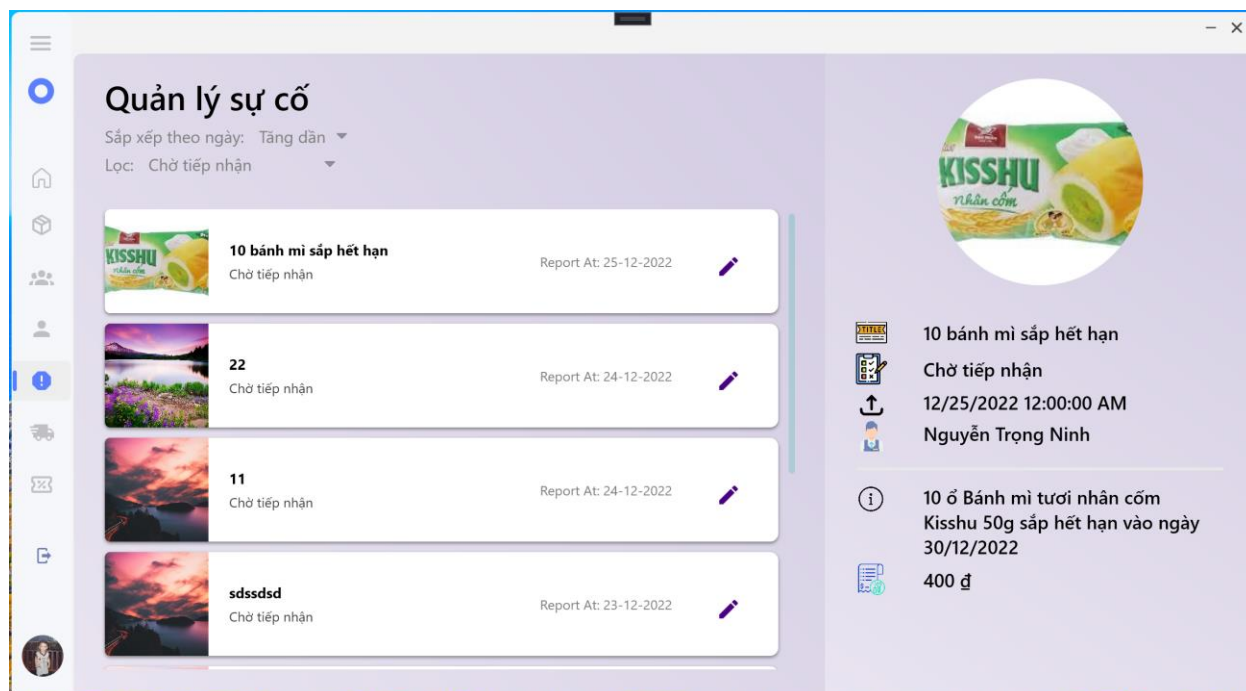 Quản lý sự cố
Sắp xếp theo ngày: Tăng dần
Lọc: Chờ tiếp nhận
KISSHU
nhân cốm
10 bánh mì sắp hết hạn
Chờ tiếp nhận
Report At: 25-12-2022
22
Chờ tiếp nhận
Report At: 24-12-2022
11
Chờ tiếp nhận
Report At: 24-12-2022
sdssdsd
Chờ tiếp nhận
Report At: 23-12-2022
KISSHU
nhân cốm
TITLE
10 bánh mì sắp hết hạn
Chờ tiếp nhận
12/25/2022 12:00:00 AM
Nguyễn Trọng Ninh
10 ổ Bánh mì tươi nhân cốm
Kisshu 50g sắp hết hạn vào ngày
30/12/2022
400 ₫